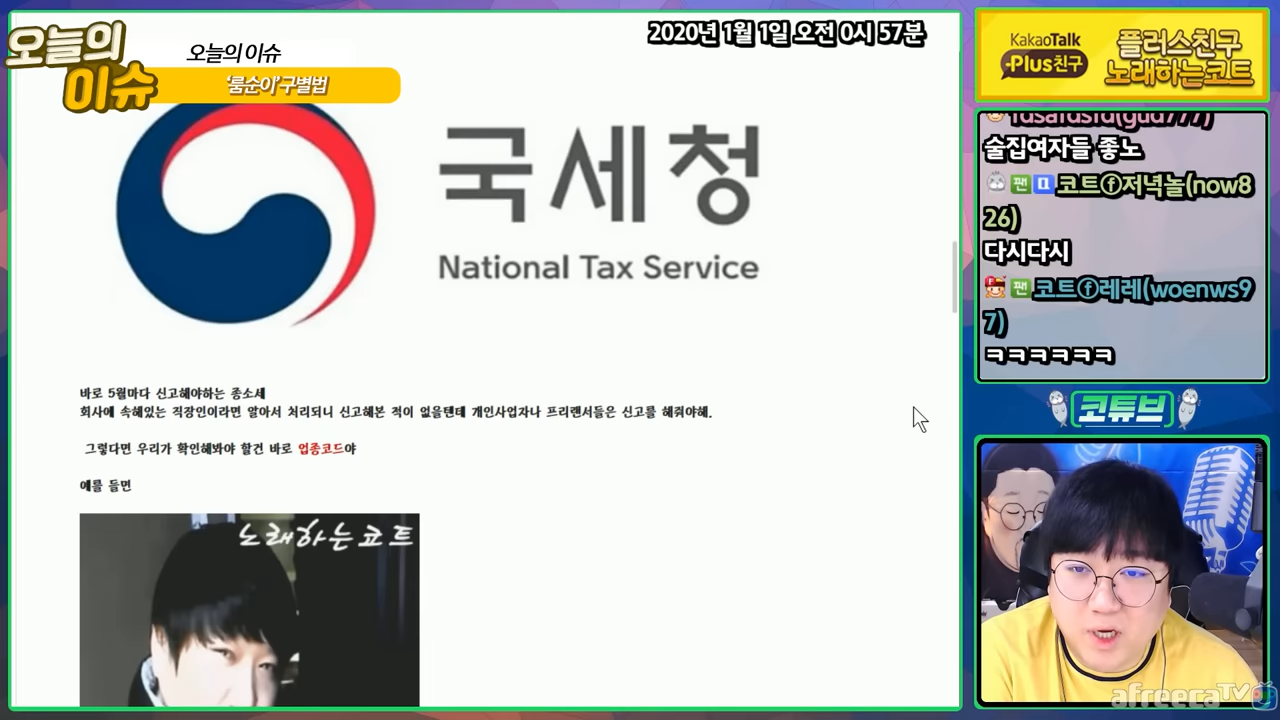 오늘의
이슈
오늘의 이슈
'룸순이' 구별법
2020년 1월 1일 오전 0시 57분
국세청
National Tax Service
바로 5월마다 신고해야하는 종소세
회사에 속해있는 직장인이라면 알아서 처리되니 신고해본 적이 없을텐데 개인사업자나 프리랜서들은 신고를 해줘야해.
그렇다면 우리가 확인해봐야 할건 바로 업종코드야
예를 들면
노래하는코트
KakaoTalk
Plus친구
플러스친구
노래하는코트
술집여자들 좋노
팬 코트ⓕ저녁놀(now8
26)
다시다시
팬 코트ⓕ레레(woenws9
7)
ㅋㅋㅋㅋㅋㅋ
코튜브
afreecaTV